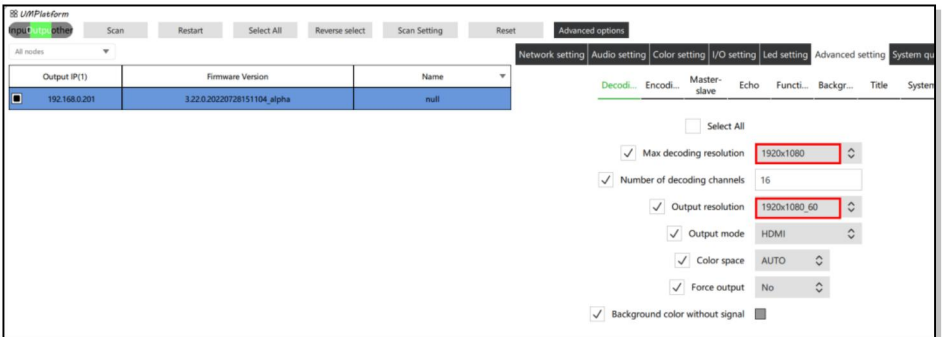 UMPlatform
Input Output other Scan Restart Select All Reverse select Scan Setting Reset Advanced options
All nodes
Network setting Audio setting Color setting I/O setting Led setting Advanced setting System qu
Output IP(1) Firmware Version Name
192.168.0.201 3.22.0.20220728151104_alpha null
Decodi... Encodi... Master-slave Echo Functi... Backgr... Title System
Select All
Max decoding resolution 1920x1080
Number of decoding channels 16
Output resolution 1920x1080_60
Output mode HDMI
Color space AUTO
Force output No
Background color without signal